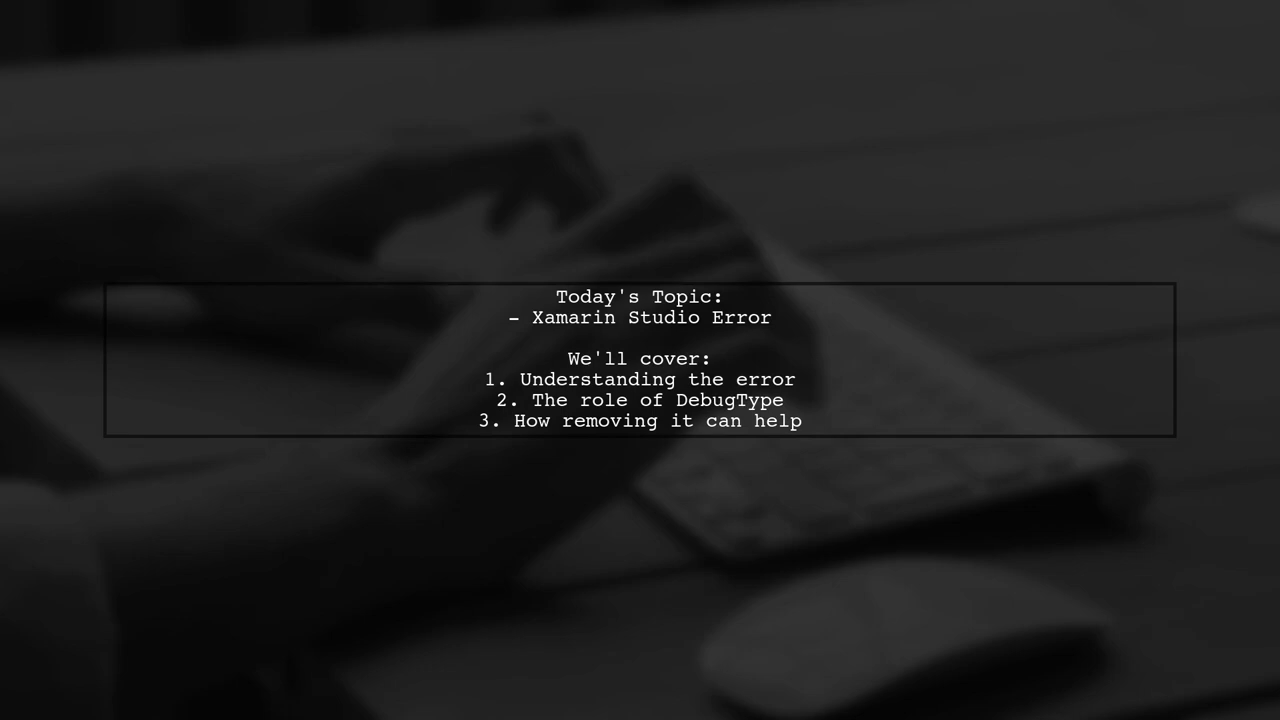 Today's Topic:
– Xamarin Studio Error
We'll cover:
1. Understanding the error
2. The role of DebugType
3. How removing it can help